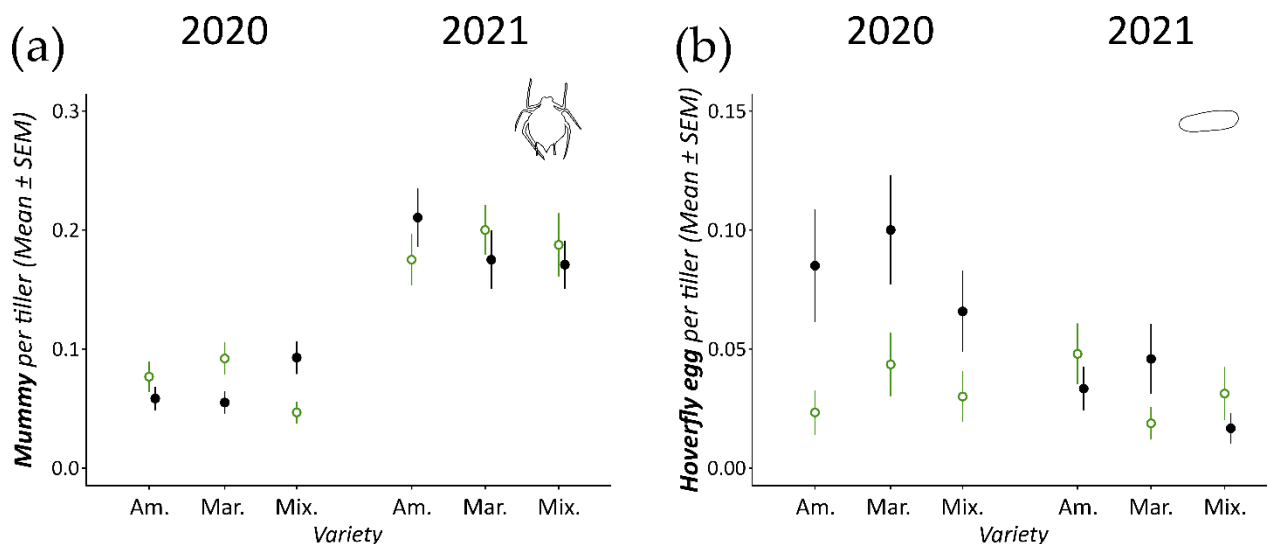 (a)
2020
2021
Mummy per tiller (Mean ± SEM)
0.3
0.2
0.1
0.0
Am.
Mar.
Mix.
Am.
Mar.
Mix.
Variety
(b)
2020
2021
Hoverfly egg per tiller (Mean ± SEM)
0.15
0.10
0.05
0.00
Am.
Mar.
Mix.
Am.
Mar.
Mix.
Variety